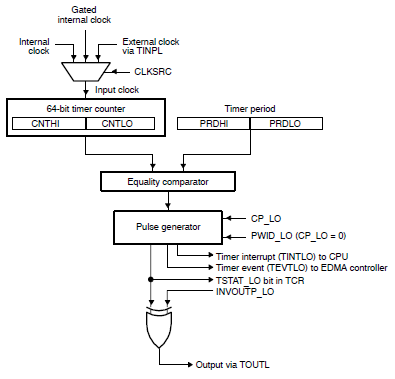 Gated
internal clock
Internal
clock
External clock
via TINPL
CLKSRC
Input clock
64-bit timer counter
CNTHI
CNTLO
Timer period
PRDHI
PRDLO
Equality comparator
Pulse generator
CP_LO
PWID_LO (CP_LO = 0)
Timer interrupt (TINTLO) to CPU
Timer event (TEVTLO) to EDMA controller
TSTAT_LO bit in TCR
INVOUTP_LO
Output via TOUTL